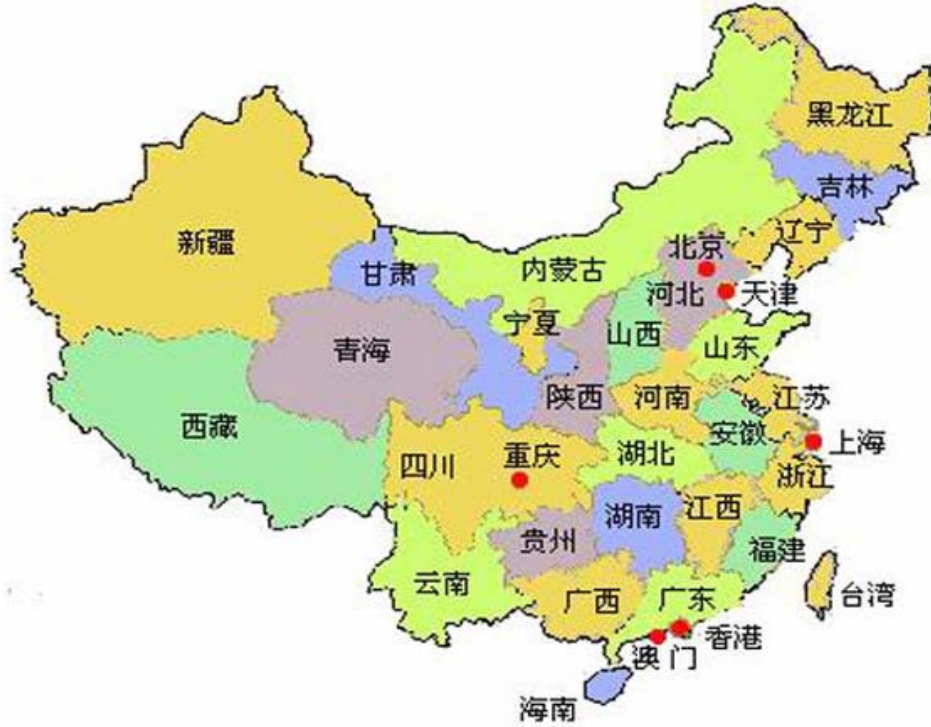 黑龙江
吉林
辽宁
新疆
北京
甘肃
内蒙古
河北
天津
宁夏
山西
青海
山东
陕西
河南
江苏
西藏
安徽
上海
四川
重庆
湖北
浙江
湖南
江西
贵州
福建
云南
广西
广东
台湾
香港
澳门
海南